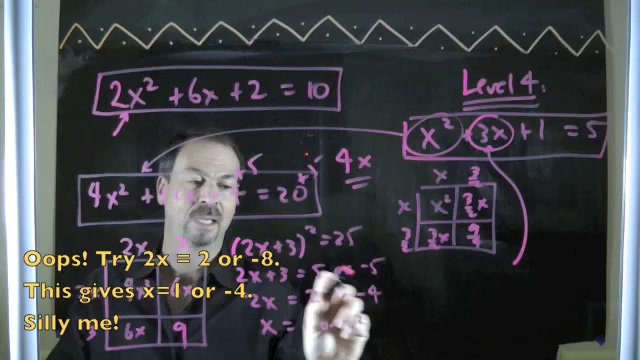 2x² + 6x + 2 = 10
Level 4:
x² + 3x + 1 = 5
4x
4x² + = 20
x 3/2
x x² 3/2x
3/2 3/2x 9/4
2x 3
(2x+3)² = 25
2x+3 = 5 or -5
2x = -4
x =
6x 9
Oops! Try 2x = 2 or -8.
This gives x=1 or -4.
Silly me!